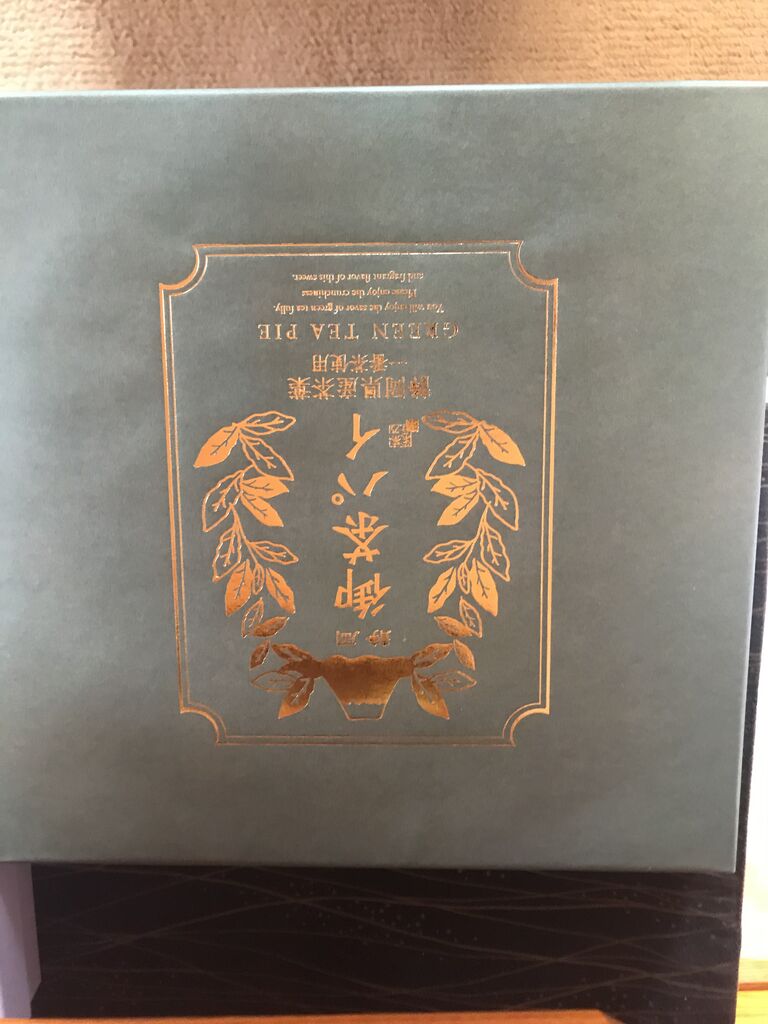 静岡
御茶パイ
静岡県産茶葉
一番茶使用
GREEN TEA PIE
You will enjoy the savor of green tea fully.
Please enjoy the crunchiness
and fragrant flavor of this sweet.